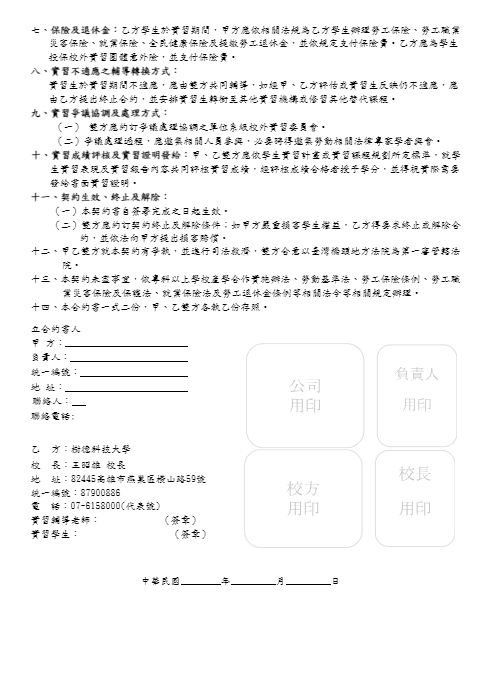 七、保險及退休金：乙方學生於實習期間，甲方應依相關法規為乙方學生辦理勞工保險、勞工職業
災害保險、就業保險、全民健康保險及提繳勞工退休金，並依規定支付保險費。乙方應為學生
投保校外實習團體意外險，並支付保險費。
八、實習不適應之輔導轉換方式：
實習生於實習期間不適應，應由雙方共同輔導，如經甲、乙方評估或實習生反映仍不適應，應
由乙方提出終止合約，並安排實習生轉銜至其他實習機構或修習其他替代課程。
九、實習爭議協調及處理方式：
（一） 雙方應約訂爭議處理協調之單位系級校外實習委員會。
（二）爭議處理過程，應邀集相關人員參與，必要時得邀集勞動相關法律專家學者與會。
十、實習成績評核及實習證明發給：甲、乙雙方應依學生實習計畫或實習課程規劃所定標準，就學
生實習表現及實習報告內容共同評核實習成績，經評核成績合格者授予學分，並得視實際需要
發給書面實習證明。
十一、契約生效、終止及解除：
（一）本契約書自簽署完成之日起生效。
（二）雙方應約訂契約終止及解除條件；如甲方嚴重損害學生權益，乙方得要求終止或解除合
約，並依法向甲方提出損害賠償。
十二、甲乙雙方就本契約有爭執，並進行司法救濟，雙方合意以臺灣橋頭地方法院為第一審管轄法
院。
十三、本契約未盡事宜，依專科以上學校產學合作實施辦法、勞動基準法、勞工保險條例、勞工職
業災害保險及保護法、就業保險法及勞工退休金條例等相關法令等相關規定辦理。
十四、本合約書一式二份，甲、乙雙方各執乙份存照。
立合約書人
甲 方：
負責人：
統一編號：
地 址：
聯絡人：
聯絡電話：
公司
用印
負責人
用印
乙 方：樹德科技大學
校 長：王昭雄 校長
地 址：82445高雄市燕巢區橫山路59號
統一編號：87900886
電 話：07-6158000(代表號)
實習輔導老師： （簽章）
實習學生： （簽章）
校方
用印
校長
用印
中華民國 年 月 日